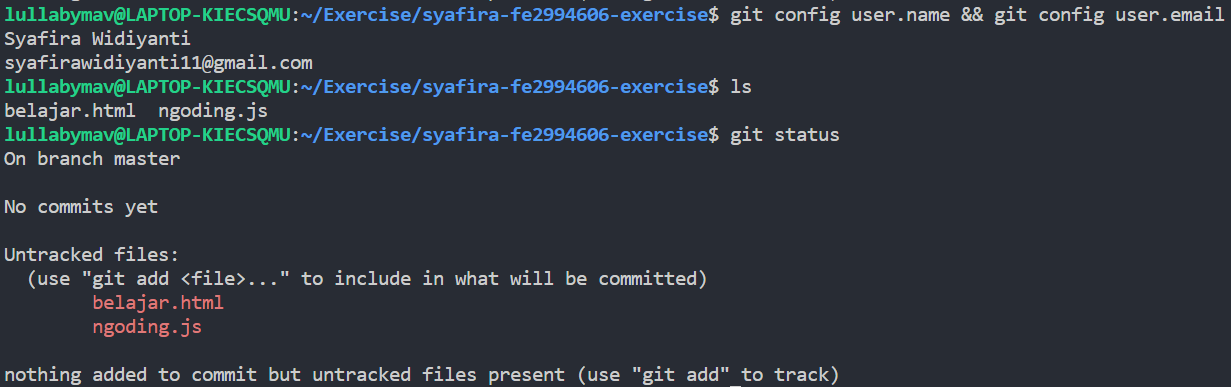 lullabymav@LAPTOP-KIECSQMU:~/Exercise/syafira-fe2994606-exercise$ git config user.name && git config user.email
Syafira Widiyanti
syafirawidiyanti11@gmail.com
lullabymav@LAPTOP-KIECSQMU:~/Exercise/syafira-fe2994606-exercise$ ls
belajar.html  ngoding.js
lullabymav@LAPTOP-KIECSQMU:~/Exercise/syafira-fe2994606-exercise$ git status
On branch master
No commits yet
Untracked files:
  (use "git add <file>..." to include in what will be committed)
        belajar.html
        ngoding.js
nothing added to commit but untracked files present (use "git add" to track)